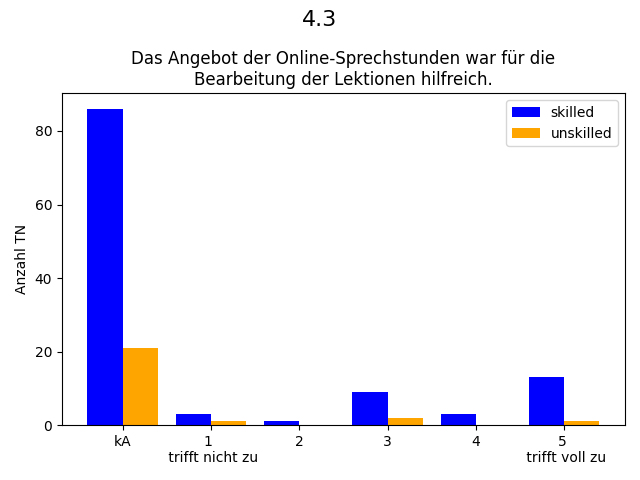 4.3
Das Angebot der Online-Sprechstunden war für die
Bearbeitung der Lektionen hilfreich.
skilled
unskilled
Anzahl TN
80
60
40
20
0
kA 1 2 3 4 5
trifft nicht zu trifft voll zu